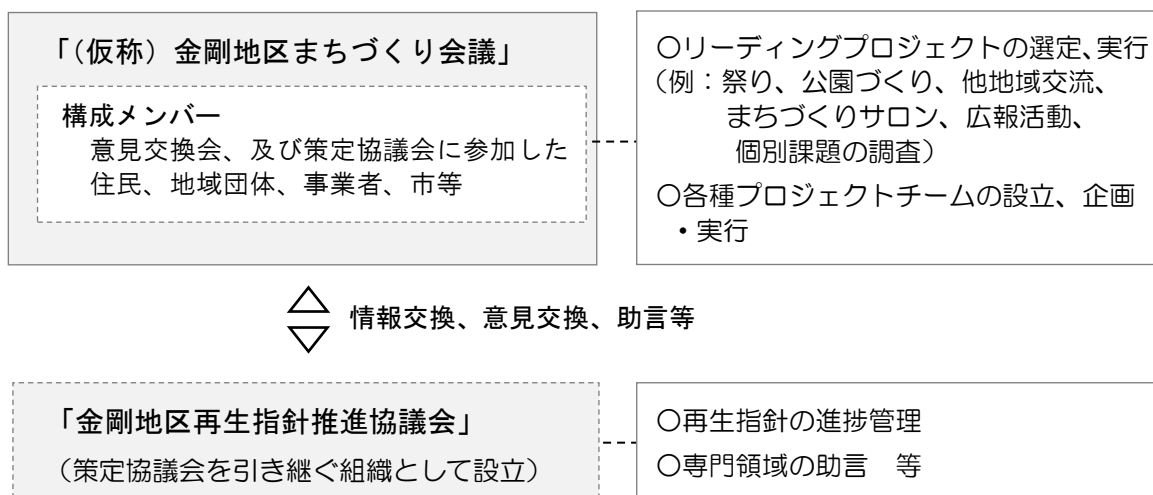 「(仮称）金剛地区まちづくり会議」
構成メンバー
意見交換会、及び策定協議会に参加した
住民、地域団体、事業者、市等
〇リーディングプロジェクトの選定､実行
（例：祭り、公園づくり、他地域交流、
まちづくりサロン、広報活動、
個別課題の調査）
〇各種プロジェクトチームの設立、企画
・実行
情報交換、意見交換、助言等
「金剛地区再生指針推進協議会」
（策定協議会を引き継ぐ組織として設立）
〇再生指針の進捗管理
〇専門領域の助言　等